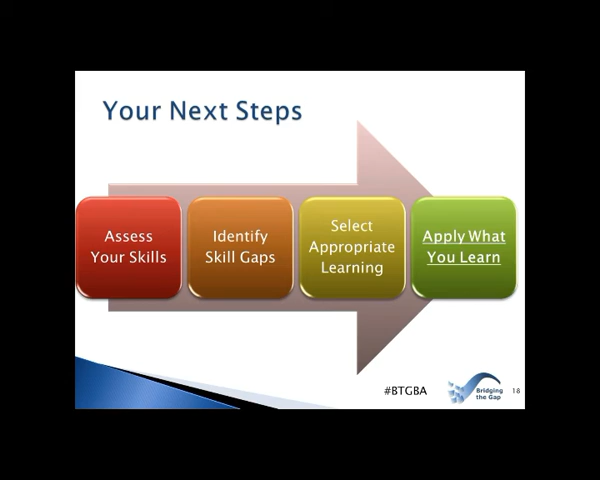 Your Next Steps
Assess
Your Skills
Identify
Skill Gaps
Select
Appropriate
Learning
Apply What
You Learn
#BTGBA
Bridging
the Gap
18